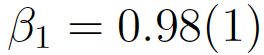 β₁ = 0.98(1)